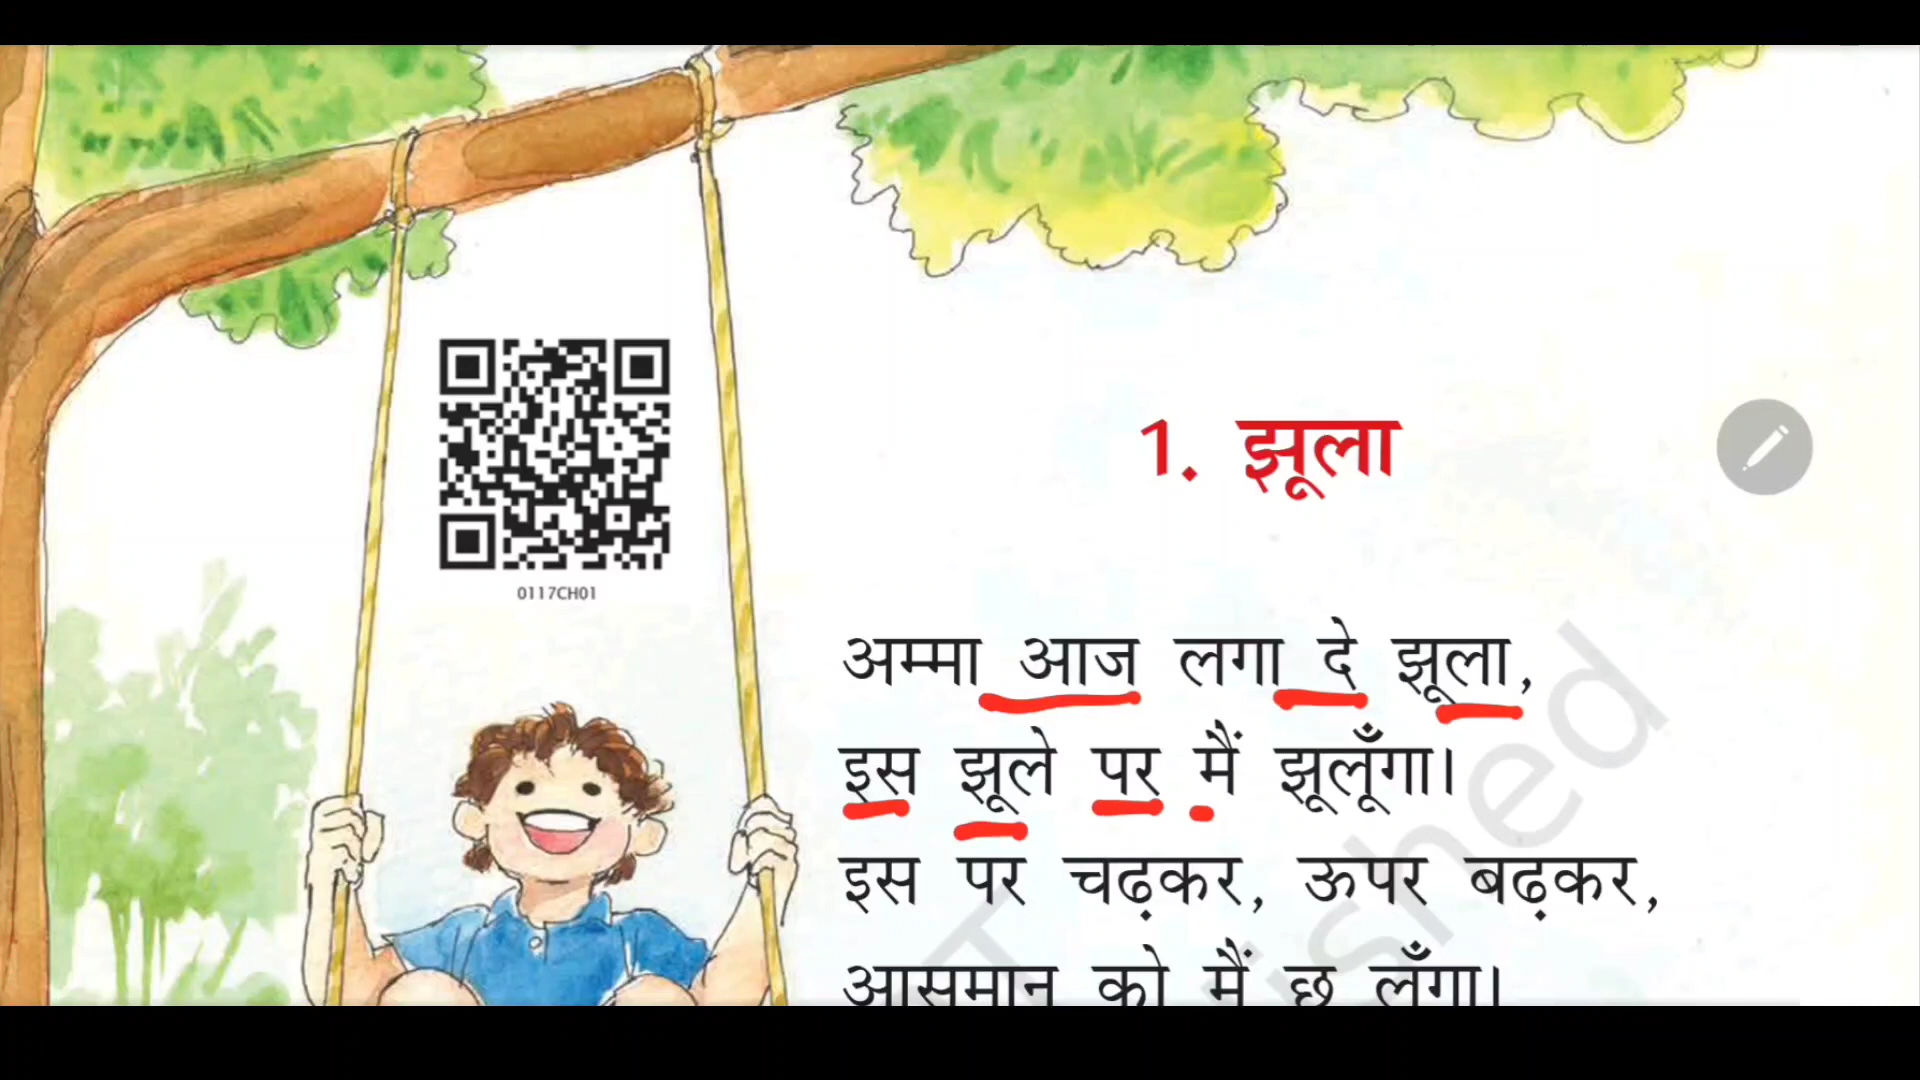 0117CH01
1. झूला
अम्मा आज लगा दे झूला,
इस झूले पर मैं झूलूँगा।
इस पर चढ़कर, ऊपर बढ़कर,
आसमान को मैं छू लूँगा।